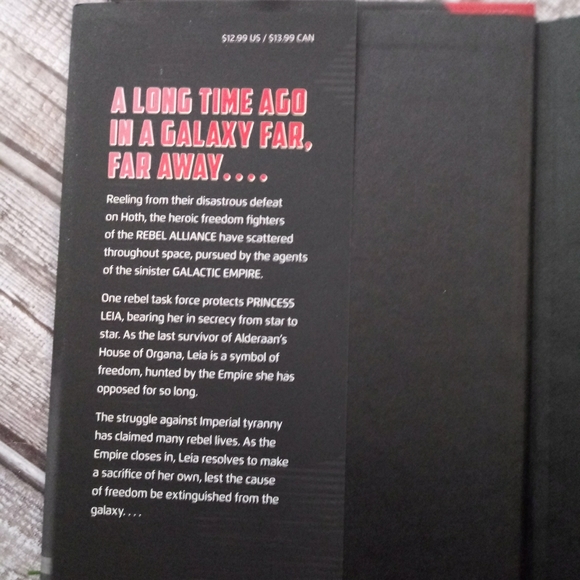 $12.99 US / $13.99 CAN
A LONG TIME AGO
IN A GALAXY FAR,
FAR AWAY....
Reeling from their disastrous defeat
on Hoth, the heroic freedom fighters
of the REBEL ALLIANCE have scattered
throughout space, pursued by the agents
of the sinister GALACTIC EMPIRE.
One rebel task force protects PRINCESS
LEIA, bearing her in secrecy from star to
star. As the last survivor of Alderaan's
House of Organa, Leia is a symbol of
freedom, hunted by the Empire she has
opposed for so long.
The struggle against Imperial tyranny
has claimed many rebel lives. As the
Empire closes in, Leia resolves to make
a sacrifice of her own, lest the cause
of freedom be extinguished from the
galaxy....